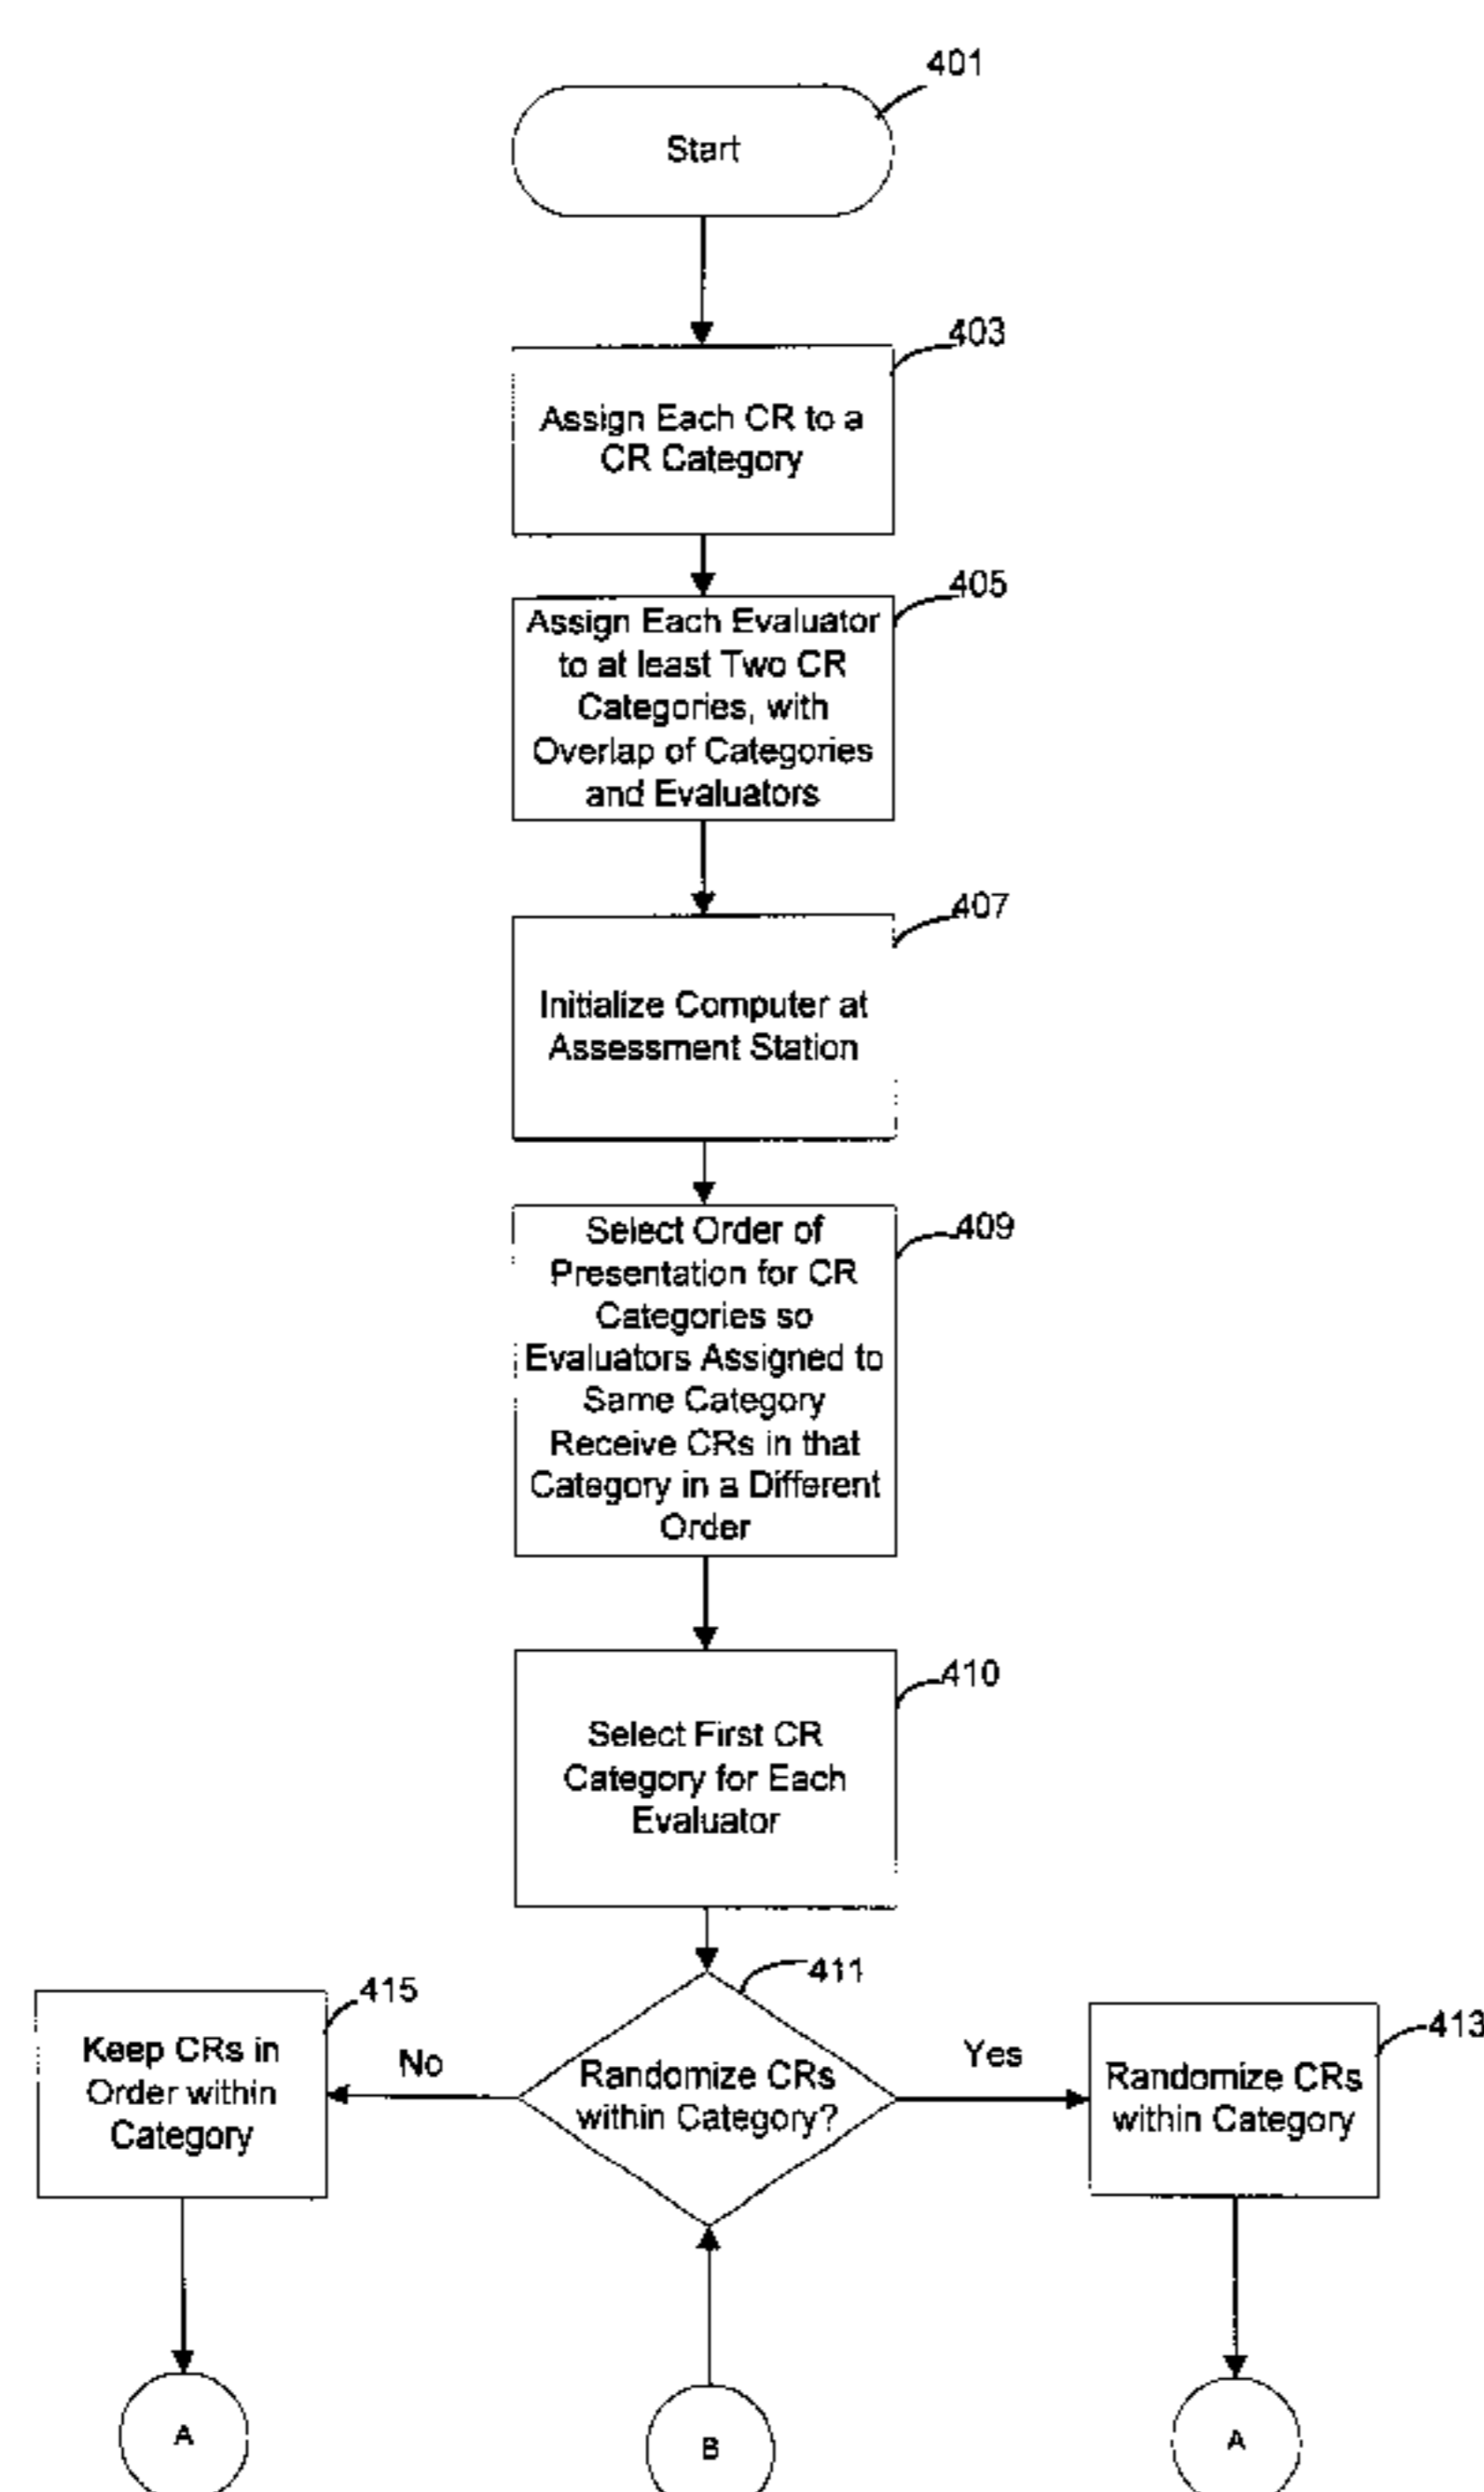 401
Start
403
Assign Each CR to a
CR Category
405
Assign Each Evaluator
to at least Two CR
Categories, with
Overlap of Categories
and Evaluators
407
Initialize Computer at
Assessment Station
409
Select Order of
Presentation for CR
Categories so
Evaluators Assigned to
Same Category
Receive CRs in that
Category in a Different
Order
410
Select First CR
Category for Each
Evaluator
411
415
Keep CRs in
Order within
Category
No
Randomize CRs
within Category?
Yes
413
Randomize CRs
within Category
A
B
A